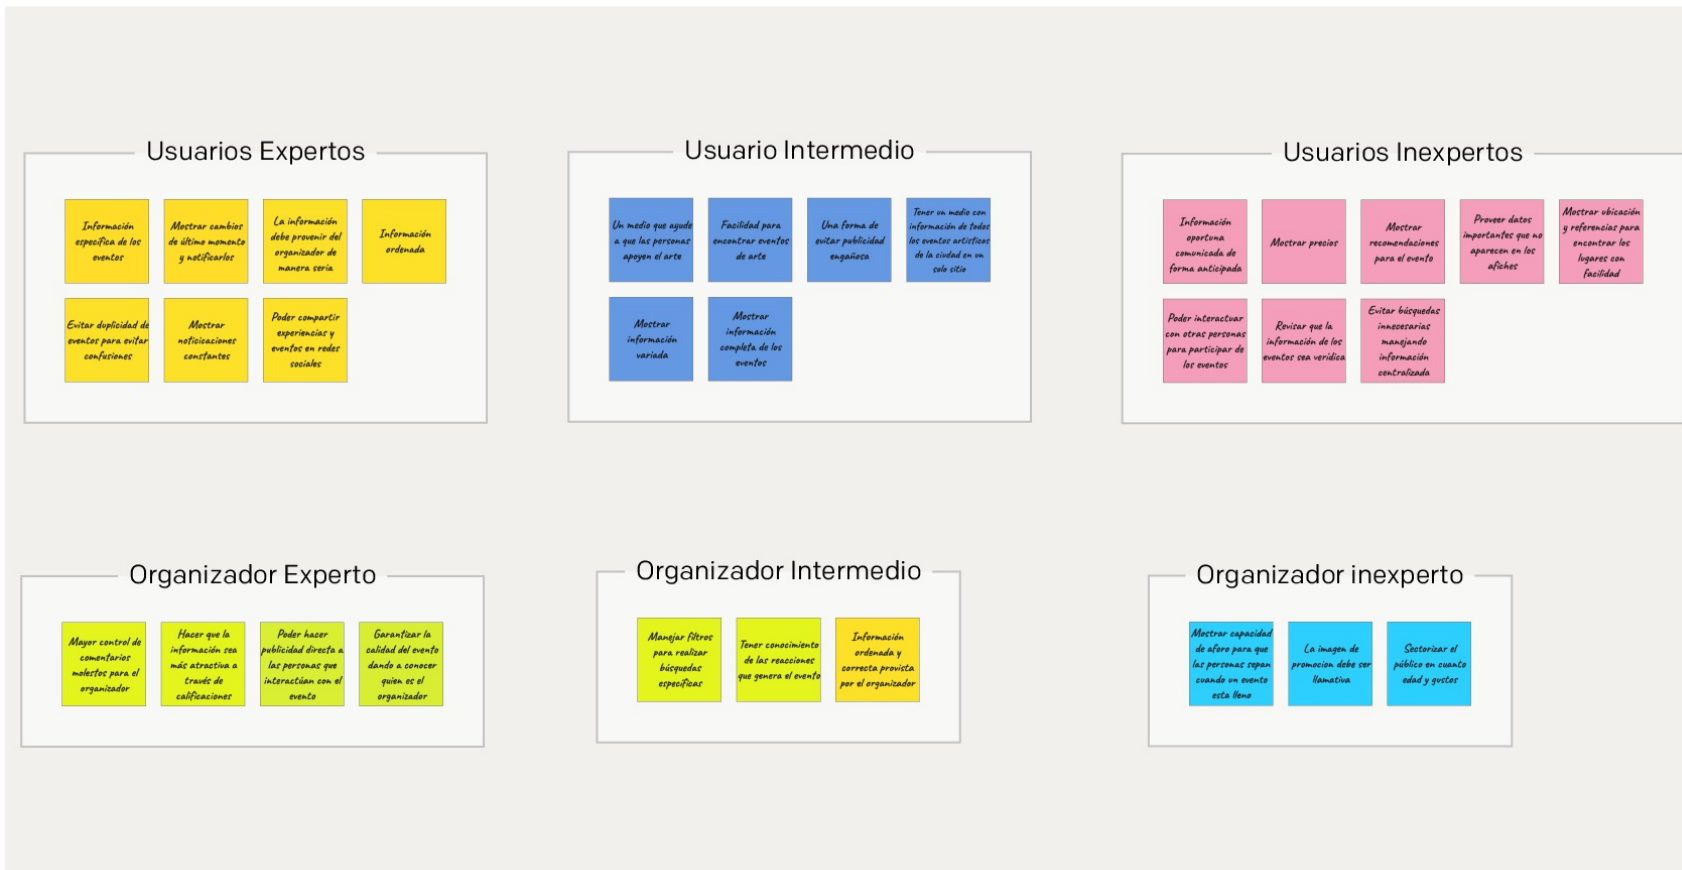 Usuarios Expertos
Información
específica de los
eventos
Mostrar cambios
de último momento
y notificarlos
La información
debe provenir del
organizador de
manera seria
Información
ordenada
Evitar duplicidad de
eventos para evitar
confusiones
Mostrar
noticicaciones
constantes
Poder compartir
experiencias y
eventos en redes
sociales
Usuario Intermedio
Un medio que ayude
a que las personas
apoyen el arte
Facilidad para
encontrar eventos
de arte
Una forma de
evitar publicidad
engañosa
Tener un medio con
información de todos
los eventos artísticos
de la ciudad en un
solo sitio
Mostrar
información
variada
Mostrar
información
completa de los
eventos
Usuarios Inexpertos
Información
oportuna
comunicada de
forma anticipada
Mostrar precios
Mostrar
recomendaciones
para el evento
Proveer datos
importantes que no
aparecen en los
afiches
Mostrar ubicación
y referencias para
encontrar los
lugares con
facilidad
Poder interactuar
con otras personas
para participar de
los eventos
Revisar que la
información de los
eventos sea verídica
Evitar búsquedas
innecesarias
manejando
información
centralizada
Organizador Experto
Mayor control de
comentarios
molestos para el
organizador
Hacer que la
información sea
más atractiva a
través de
calificaciones
Poder hacer
publicidad directa a
las personas que
interactúan con el
evento
Garantizar la
calidad del evento
dando a conocer
quien es el
organizador
Organizador Intermedio
Manejar filtros
para realizar
búsquedas
específicas
Tener conocimiento
de las reacciones
que genera el evento
Información
ordenada y
correcta provista
por el organizador
Organizador inexperto
Mostrar capacidad
de aforo para que
las personas sepan
cuando un evento
esta lleno
La imagen de
promocion debe ser
llamativa
Sectorizar el
público en cuanto
edad y gustos